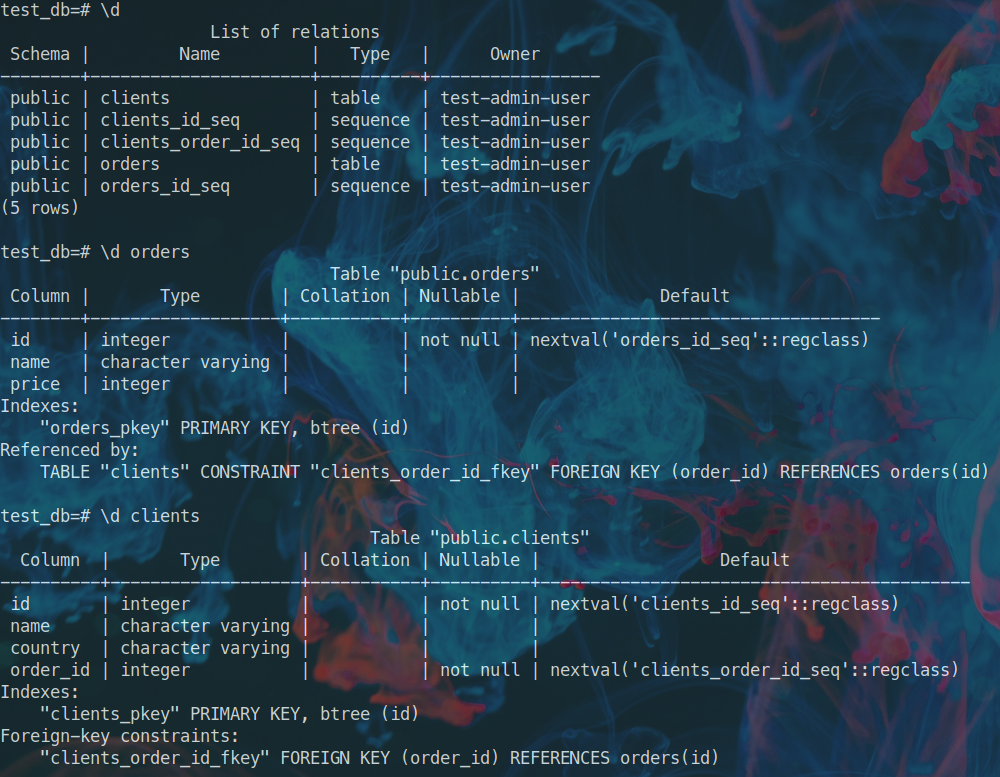 test_db=# \d
                     List of relations
 Schema |         Name         |   Type   |      Owner
--------+----------------------+----------+-----------------
 public | clients              | table    | test-admin-user
 public | clients_id_seq       | sequence | test-admin-user
 public | clients_order_id_seq | sequence | test-admin-user
 public | orders               | table    | test-admin-user
 public | orders_id_seq        | sequence | test-admin-user
(5 rows)

test_db=# \d orders
                                 Table "public.orders"
 Column |       Type        | Collation | Nullable |              Default
--------+-------------------+-----------+----------+------------------------------------
 id     | integer           |           | not null | nextval('orders_id_seq'::regclass)
 name   | character varying |           |          |
 price  | integer           |           |          |
Indexes:
    "orders_pkey" PRIMARY KEY, btree (id)
Referenced by:
    TABLE "clients" CONSTRAINT "clients_order_id_fkey" FOREIGN KEY (order_id) REFERENCES orders(id)

test_db=# \d clients
                                     Table "public.clients"
  Column  |       Type        | Collation | Nullable |                  Default
----------+-------------------+-----------+----------+-------------------------------------------
 id       | integer           |           | not null | nextval('clients_id_seq'::regclass)
 name     | character varying |           |          |
 country  | character varying |           |          |
 order_id | integer           |           | not null | nextval('clients_order_id_seq'::regclass)
Indexes:
    "clients_pkey" PRIMARY KEY, btree (id)
Foreign-key constraints:
    "clients_order_id_fkey" FOREIGN KEY (order_id) REFERENCES orders(id)